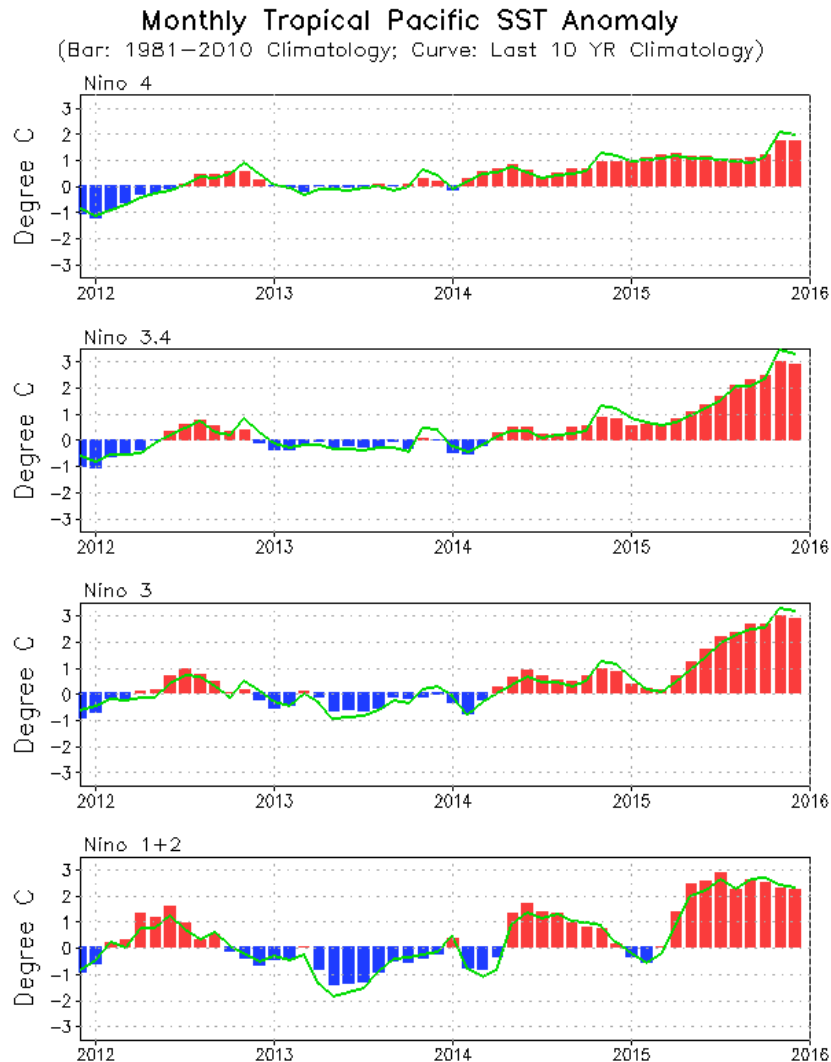 Monthly Tropical Pacific SST Anomaly
(Bar: 1981-2010 Climatology; Curve: Last 10 YR Climatology)
Nino 4
Degree C
3
2
1
0
-1
-2
-3
2012 2013 2014 2015 2016
Nino 3.4
Degree C
3
2
1
0
-1
-2
-3
2012 2013 2014 2015 2016
Nino 3
Degree C
3
2
1
0
-1
-2
-3
2012 2013 2014 2015 2016
Nino 1+2
Degree C
3
2
1
0
-1
-2
-3
2012 2013 2014 2015 2016